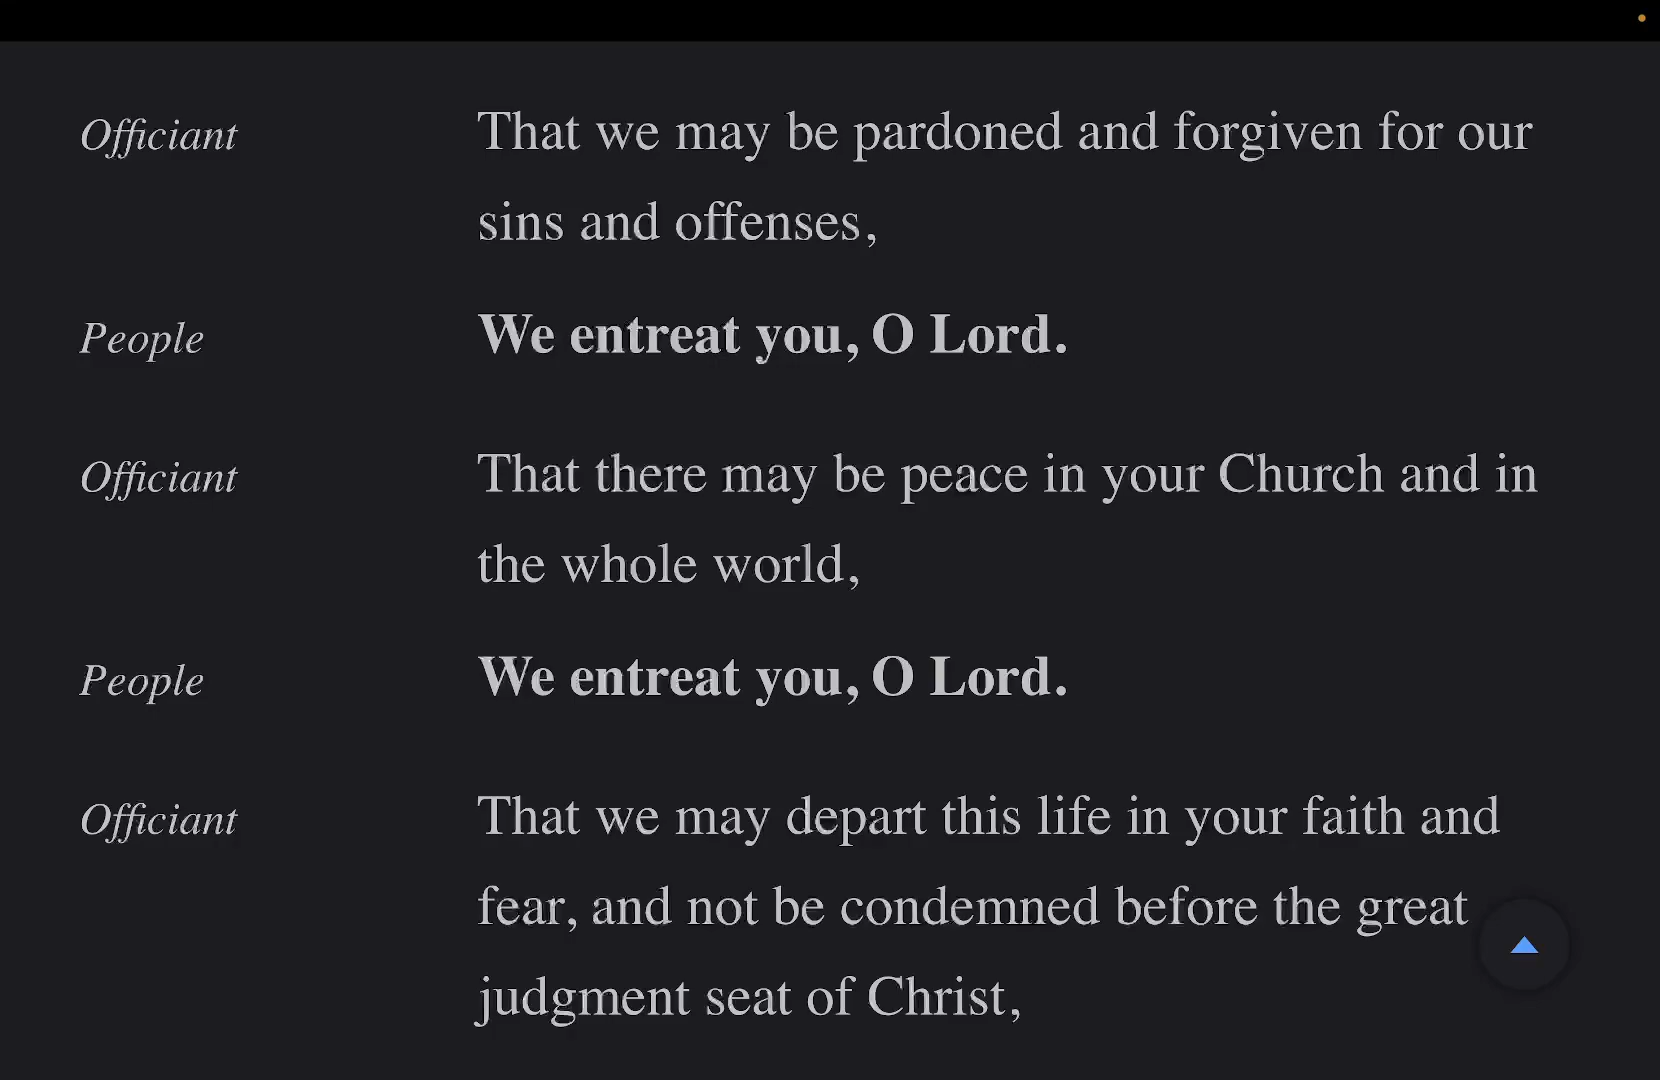 Officiant That we may be pardoned and forgiven for our
sins and offenses,
People We entreat you, O Lord.
Officiant That there may be peace in your Church and in
the whole world,
People We entreat you, O Lord.
Officiant That we may depart this life in your faith and
fear, and not be condemned before the great
judgment seat of Christ,